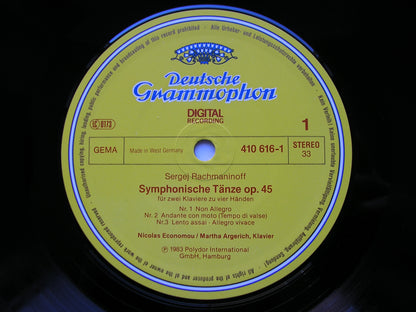 Deutsche
Grammophon
DIGITAL
RECORDING
LC 0173
1
GEMA
Made in West Germany
410 616-1
STEREO
33
Sergej Rachmaninoff
Symphonische Tänze op. 45
für zwei Klaviere zu vier Händen
Nr. 1 Non Allegro
Nr. 2 Andante con moto (Tempo di valse)
Nr. 3 Lento assai · Allegro vivace
Nicolas Economou / Martha Argerich, Klavier
℗ 1983 Polydor International
GmbH, Hamburg